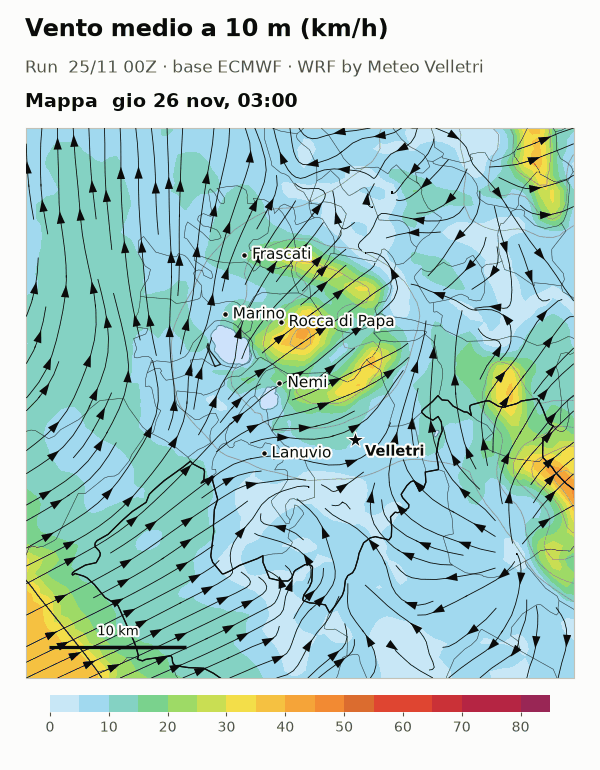 Vento medio a 10 m (km/h)
Run  25/11 00Z · base ECMWF · WRF by Meteo Velletri
Mappa  gio 26 nov, 03:00
Frascati
Marino
Rocca di Papa
Nemi
Velletri
Lanuvio
10 km
0 10 20 30 40 50 60 70 80